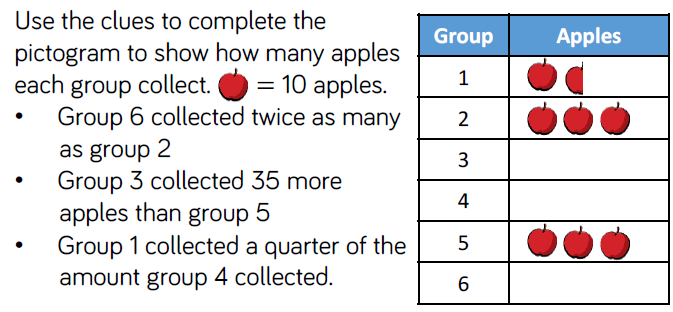 Use the clues to complete the
pictogram to show how many apples
each group collect. = 10 apples.
• Group 6 collected twice as many
as group 2
• Group 3 collected 35 more
apples than group 5
• Group 1 collected a quarter of the
amount group 4 collected.
Group Apples
1
2
3
4
5
6